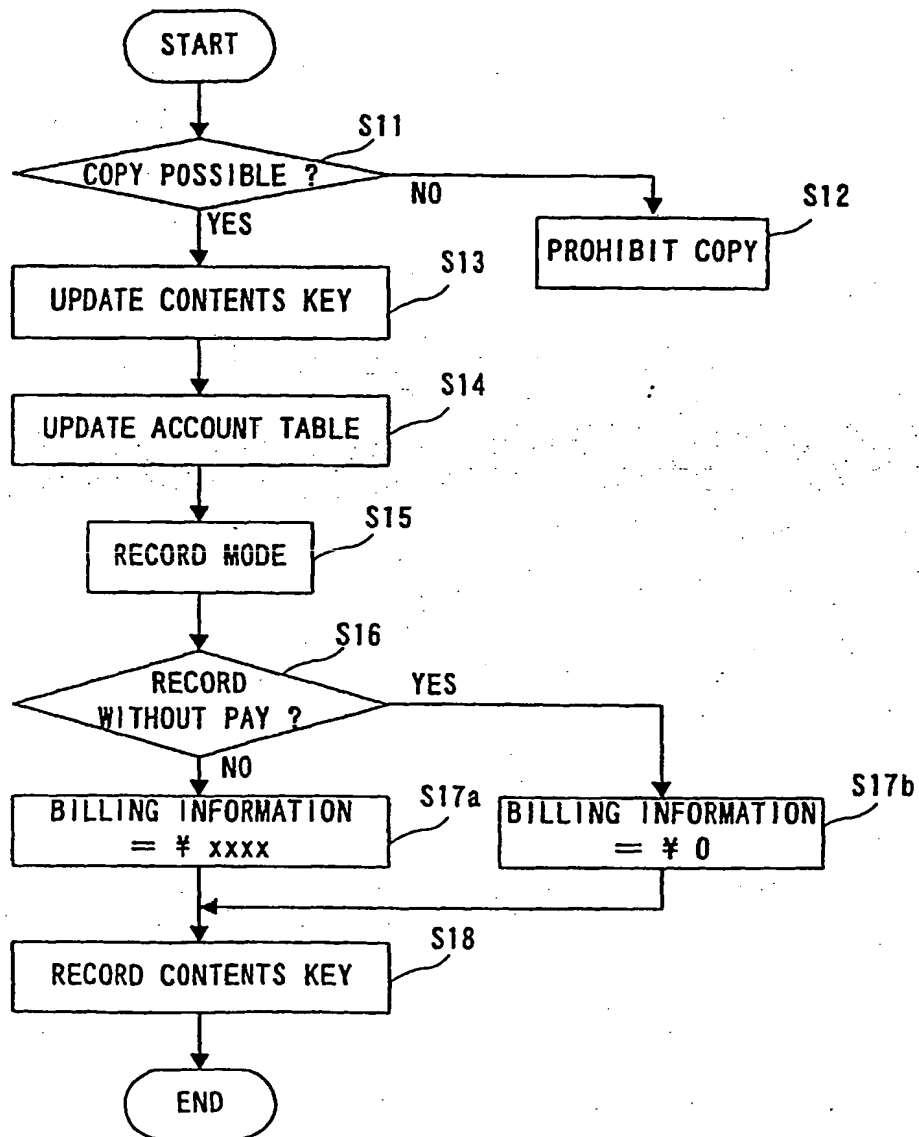 START
S11
COPY POSSIBLE ?
NO
YES
S12
PROHIBIT COPY
S13
UPDATE CONTENTS KEY
S14
UPDATE ACCOUNT TABLE
S15
RECORD MODE
S16
RECORD
WITHOUT PAY ?
YES
NO
S17a
BILLING INFORMATION
= ¥ xxxx
S17b
BILLING INFORMATION
= ¥ 0
S18
RECORD CONTENTS KEY
END